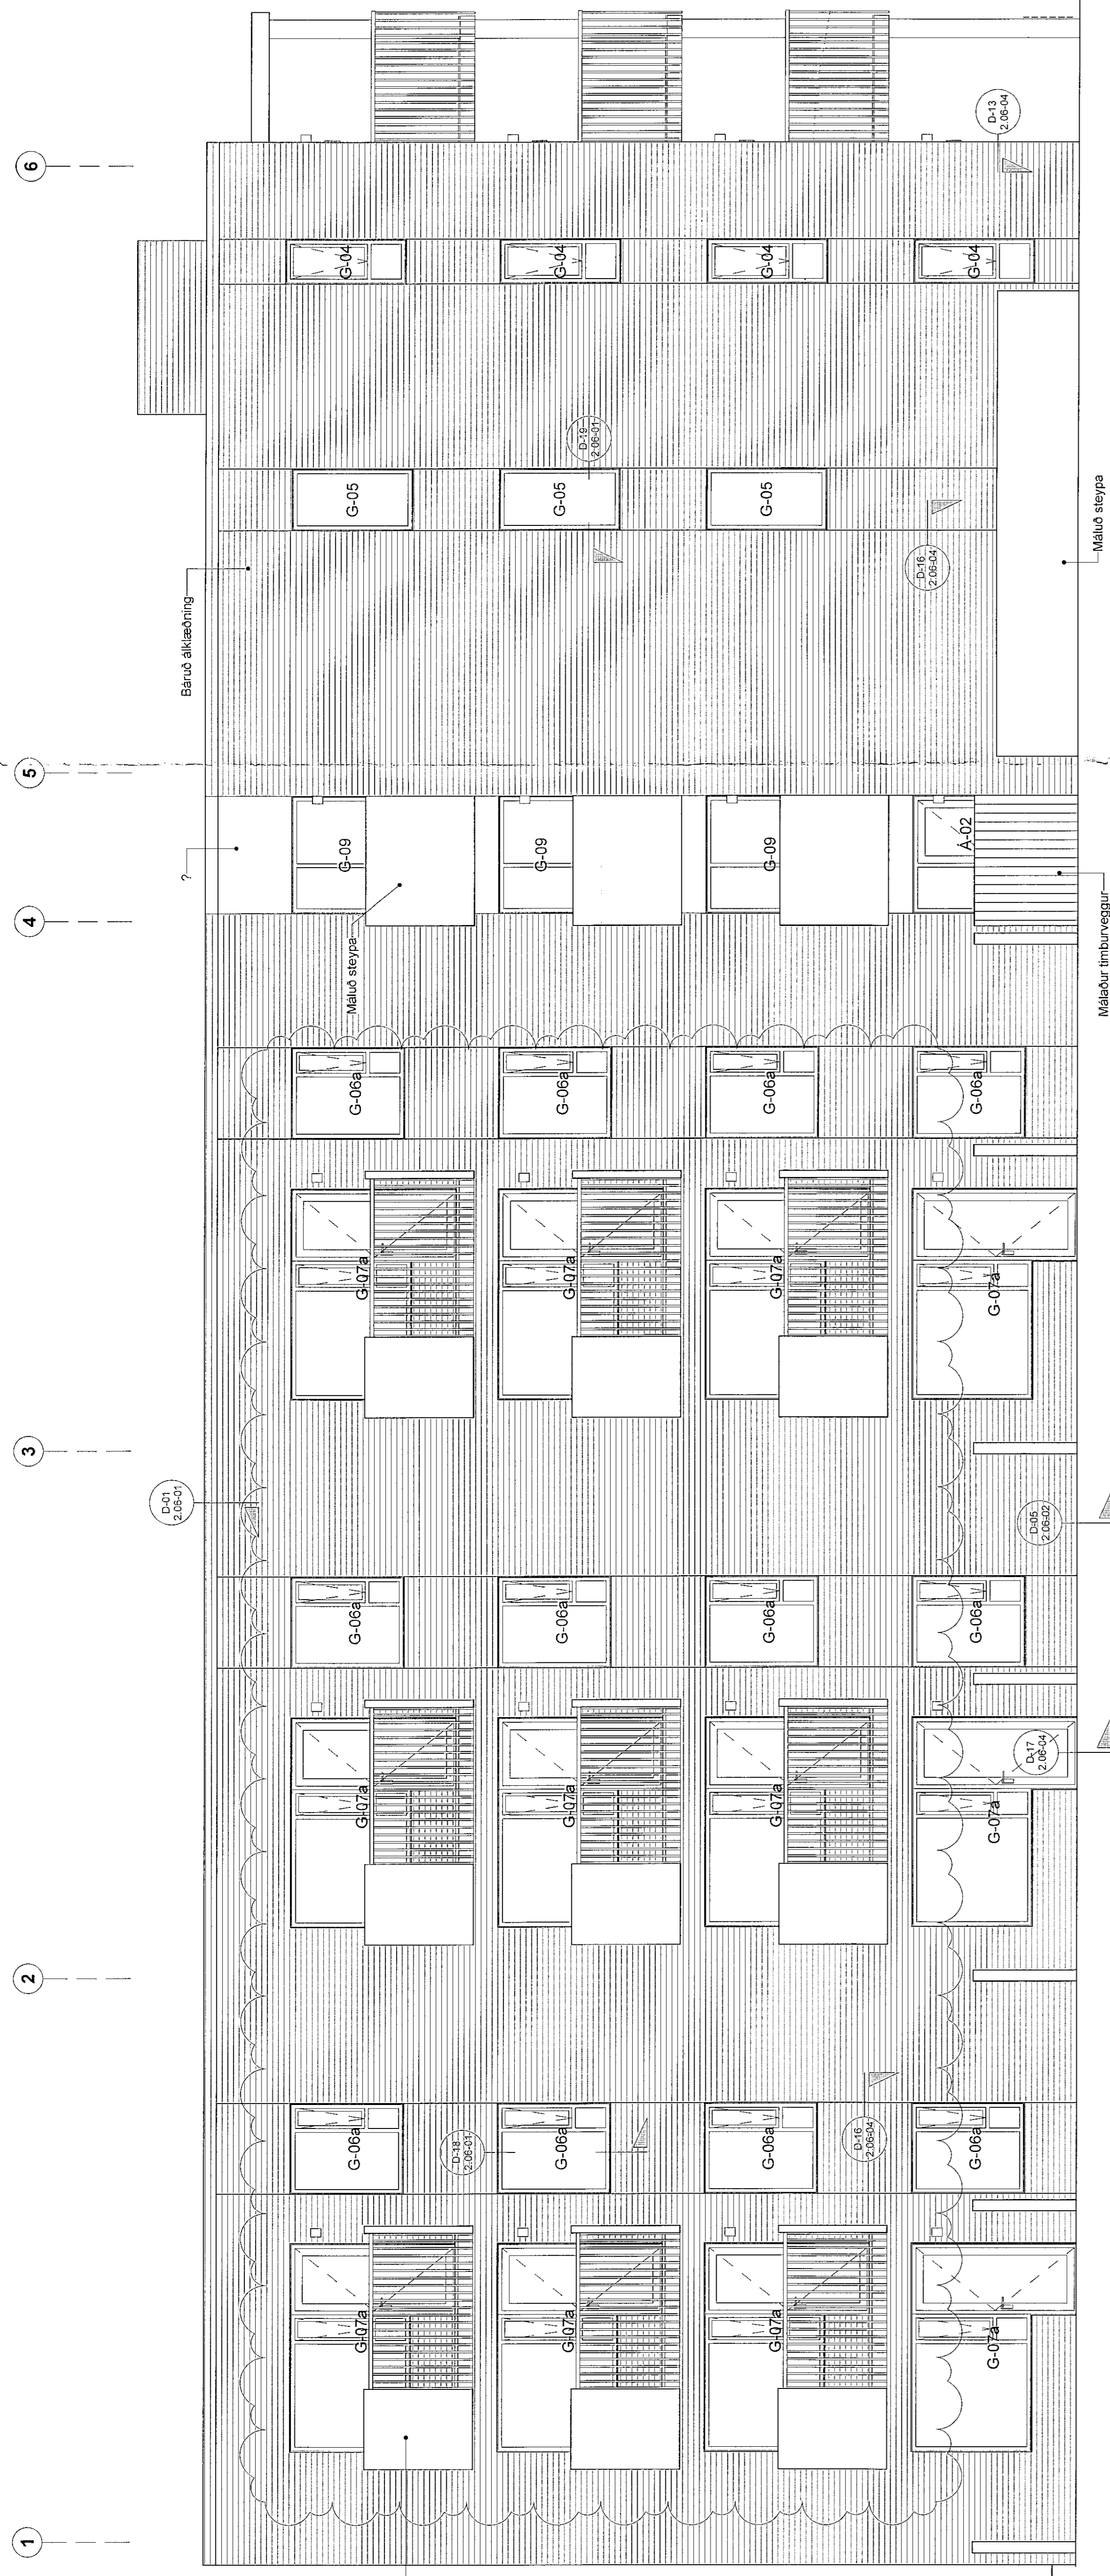 1
2
3
4
5
6
D-01
2.06-01
?
Báruð álklæðning
G-07a
G-06a
G-07a
G-06a
G-07a
G-06a
G-09
G-05
G-04
Máluð steypa
D-18
2.06-01
G-07a
G-06a
G-07a
G-06a
G-07a
G-06a
G-09
G-05
G-04
D-19
2.06-01
G-07a
G-06a
G-07a
G-06a
G-07a
G-06a
G-09
G-05
G-04
D-16
2.06-04
D-16
2.06-04
G-07a
G-06a
G-07a
G-06a
G-07a
G-06a
Á-02
G-04
D-13
2.06-04
D-17
2.06-04
D-05
2.06-02
Málaður timburveggur
Máluð steypa